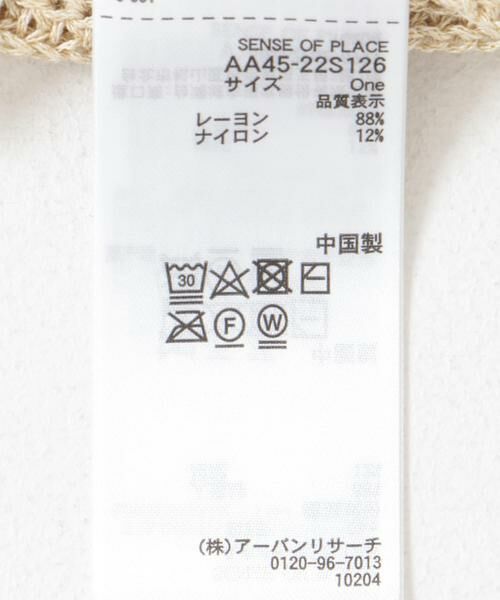 SENSE OF PLACE
AA45-22S126
サイズ One
品質表示
レーヨン 88%
ナイロン 12%
中国製
30
F W
(株)アーバンリサーチ
0120-96-7013
10204